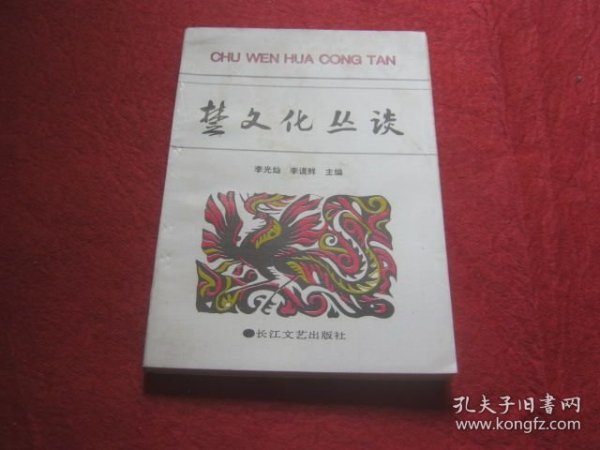 CHU WEN HUA CONG TAN
楚文化丛谈
李光灿 李道辉 主编
●长江文艺出版社
孔夫子旧书网
www.kongfz.com